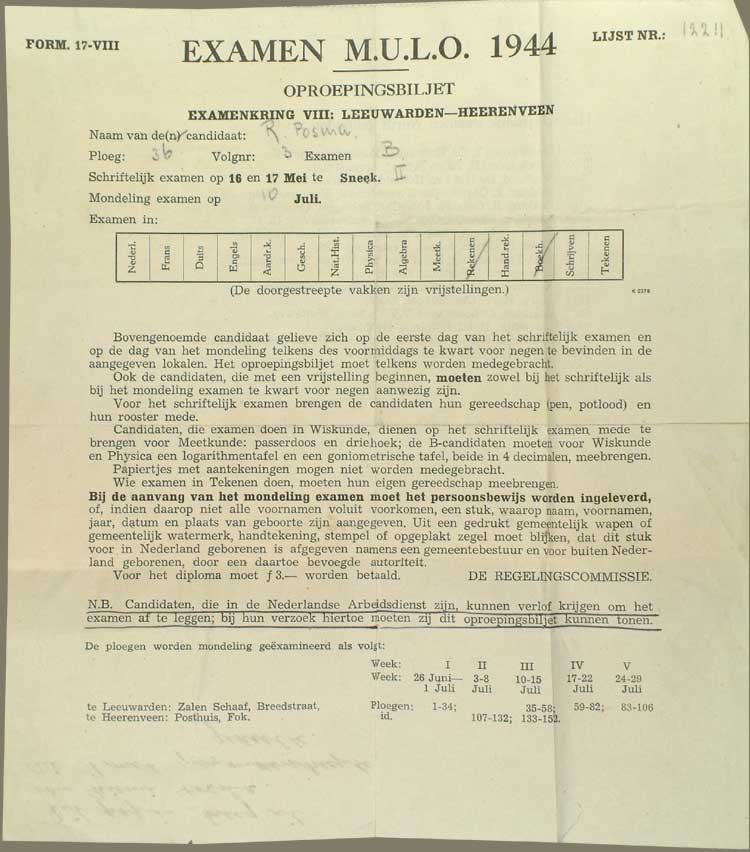 FORM. 17-VIII
EXAMEN M.U.L.O. 1944
LIJST NR.: 12211
OPROEPINGSBILJET
EXAMENKRING VIII: LEEUWARDEN—HEERENVEEN
Naam van de(n) candidaat: R. Posma.
Ploeg: 36 Volgnr: 3 Examen B
Schriftelijk examen op 16 en 17 Mei te Sneek. II
Mondeling examen op 10 Juli.
Examen in:
Nederl. Frans Duits Engels Aardr.k. Gesch. Nat.Hist. Physica Algebra Meetk. Rekenen Hand.rek. Boekh. Schrijven Tekenen
(De doorgestreepte vakken zijn vrijstellingen.)
K 2378
Bovengenoemde candidaat gelieve zich op de eerste dag van het schriftelijk examen en
op de dag van het mondeling telkens des voormiddags te kwart voor negen te bevinden in de
aangegeven lokalen. Het oproepingsbiljet moet telkens worden medegebracht.
Ook de candidaten, die met een vrijstelling beginnen, moeten zowel bij het schriftelijk als
bij het mondeling examen te kwart voor negen aanwezig zijn.
Voor het schriftelijk examen brengen de candidaten hun gereedschap (pen, potlood) en
hun rooster mede.
Candidaten, die examen doen in Wiskunde, dienen op het schriftelijk examen mede te
brengen voor Meetkunde: passerdoos en driehoek; de B-candidaten moeten voor Wiskunde
en Physica een logarithmentafel en een goniometrische tafel, beide in 4 decimalen, meebrengen.
Papiertjes met aantekeningen mogen niet worden medegebracht.
Wie examen in Tekenen doen, moeten hun eigen gereedschap meebrengen.
Bij de aanvang van het mondeling examen moet het persoonsbewijs worden ingeleverd,
of, indien daarop niet alle voornamen voluit voorkomen, een stuk, waarop naam, voornamen,
jaar, datum en plaats van geboorte zijn aangegeven. Uit een gedrukt gemeentelijk wapen of
gemeentelijk watermerk, handtekening, stempel of opgeplakt zegel moet blijken, dat dit stuk
voor in Nederland geborenen is afgegeven namens een gemeentebestuur en voor buiten Neder-
land geborenen, door een daartoe bevoegde autoriteit.
Voor het diploma moet ƒ 3.— worden betaald. DE REGELINGSCOMMISSIE.
N.B. Candidaten, die in de Nederlandse Arbeidsdienst zijn, kunnen verlof krijgen om het
examen af te leggen; bij hun verzoek hiertoe moeten zij dit oproepingsbiljet kunnen tonen.
De ploegen worden mondeling geëxamineerd als volgt:
Week: I II III IV V
Week: 26 Juni— 3-8 10-15 17-22 24-29
1 Juli Juli Juli Juli Juli
te Leeuwarden: Zalen Schaaf, Breedstraat, Ploegen: 1-34; 35-58; 59-82; 83-106
te Heerenveen: Posthuis, Fok. id. 107-132; 133-152.